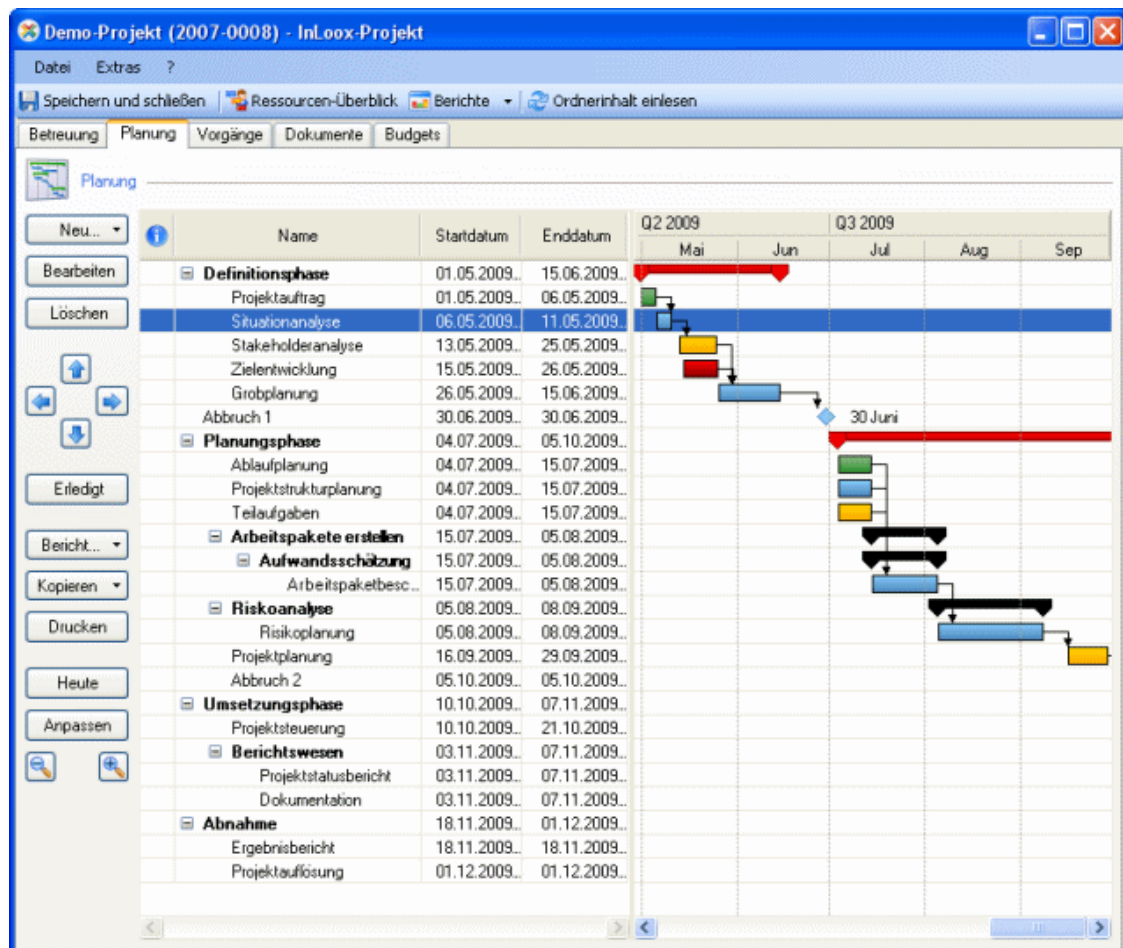 Demo-Projekt (2007-0008) - InLoox-Projekt
Datei Extras ?
Speichern und schließen Ressourcen-Überblick Berichte Ordnerinhalt einlesen
Betreuung Planung Vorgänge Dokumente Budgets
Planung
Neu...
Bearbeiten
Löschen
Erledigt
Bericht...
Kopieren
Drucken
Heute
Anpassen
Name Startdatum Enddatum Q2 2009 Q3 2009
Mai Jun Jul Aug Sep
Definitionsphase 01.05.2009... 15.06.2009...
Projektauftrag 01.05.2009... 06.05.2009...
Situationanalyse 06.05.2009... 11.05.2009...
Stakeholderanalyse 13.05.2009... 25.05.2009...
Zielentwicklung 15.05.2009... 26.05.2009...
Grobplanung 26.05.2009... 15.06.2009...
Abbruch 1 30.06.2009... 30.06.2009... 30 Juni
Planungsphase 04.07.2009... 05.10.2009...
Ablaufplanung 04.07.2009... 15.07.2009...
Projektstrukturplanung 04.07.2009... 15.07.2009...
Teilaufgaben 04.07.2009... 15.07.2009...
Arbeitspakete erstellen 15.07.2009... 05.08.2009...
Aufwandsschätzung 15.07.2009... 05.08.2009...
Arbeitspaketbesc... 15.07.2009... 05.08.2009...
Riskoanalyse 05.08.2009... 08.09.2009...
Risikoplanung 05.08.2009... 08.09.2009...
Projektplanung 16.09.2009... 29.09.2009...
Abbruch 2 05.10.2009... 05.10.2009...
Umsetzungsphase 10.10.2009... 07.11.2009...
Projektsteuerung 10.10.2009... 21.10.2009...
Berichtswesen 03.11.2009... 07.11.2009...
Projektstatusbericht 03.11.2009... 07.11.2009...
Dokumentation 03.11.2009... 07.11.2009...
Abnahme 18.11.2009... 01.12.2009...
Ergebnisbericht 18.11.2009... 18.11.2009...
Projektauflösung 01.12.2009... 01.12.2009...